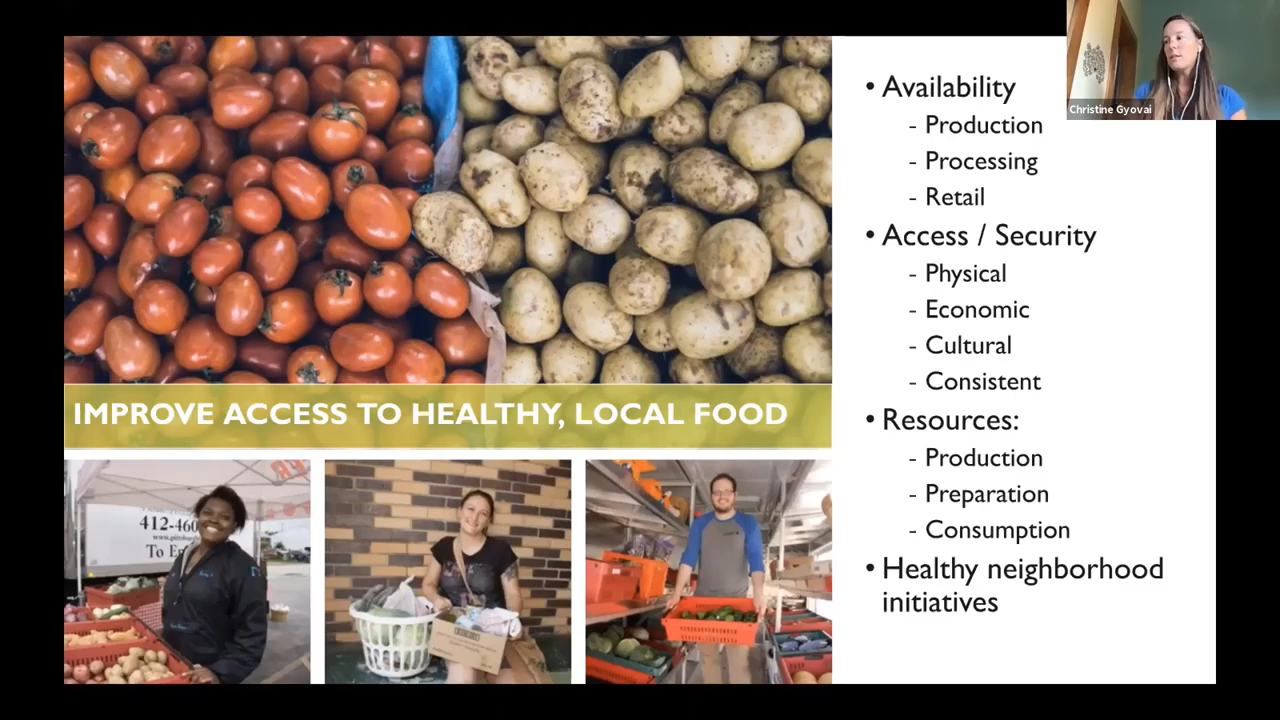 • Availability
- Production
- Processing
- Retail
• Access / Security
- Physical
- Economic
- Cultural
- Consistent
• Resources:
- Production
- Preparation
- Consumption
• Healthy neighborhood
initiatives
Christine Gyovai
IMPROVE ACCESS TO HEALTHY, LOCAL FOOD
412-460
To